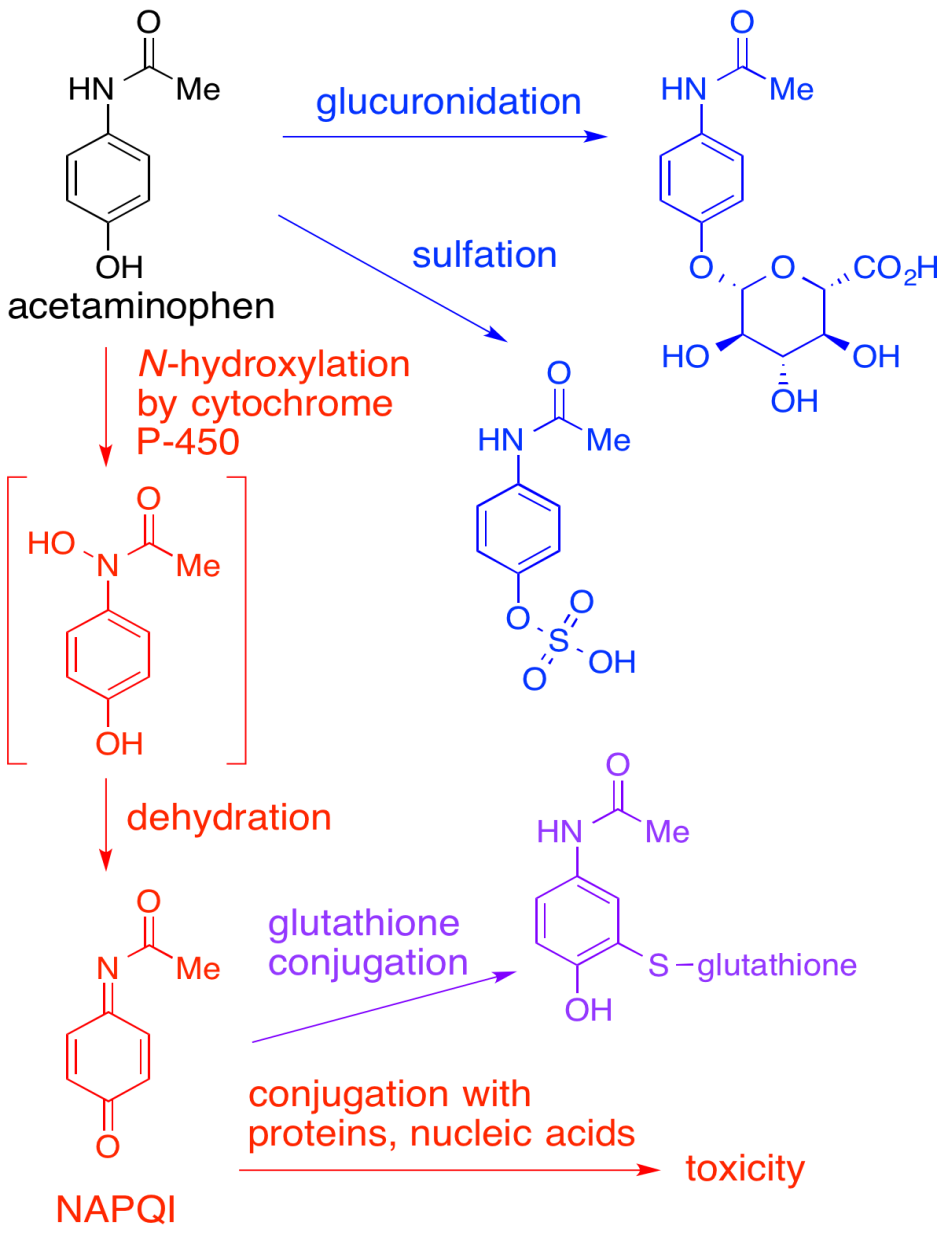 O
HN
Me
OH
acetaminophen
glucuronidation
O
HN
Me
O
O
CO₂H
HO
OH
OH
sulfation
O
HN
Me
O
O
S
O
OH
N-hydroxylation
by cytochrome
P-450
O
HO
N
Me
OH
dehydration
O
N
Me
O
NAPQI
glutathione
conjugation
O
HN
Me
S
glutathione
OH
conjugation with
proteins, nucleic acids
toxicity